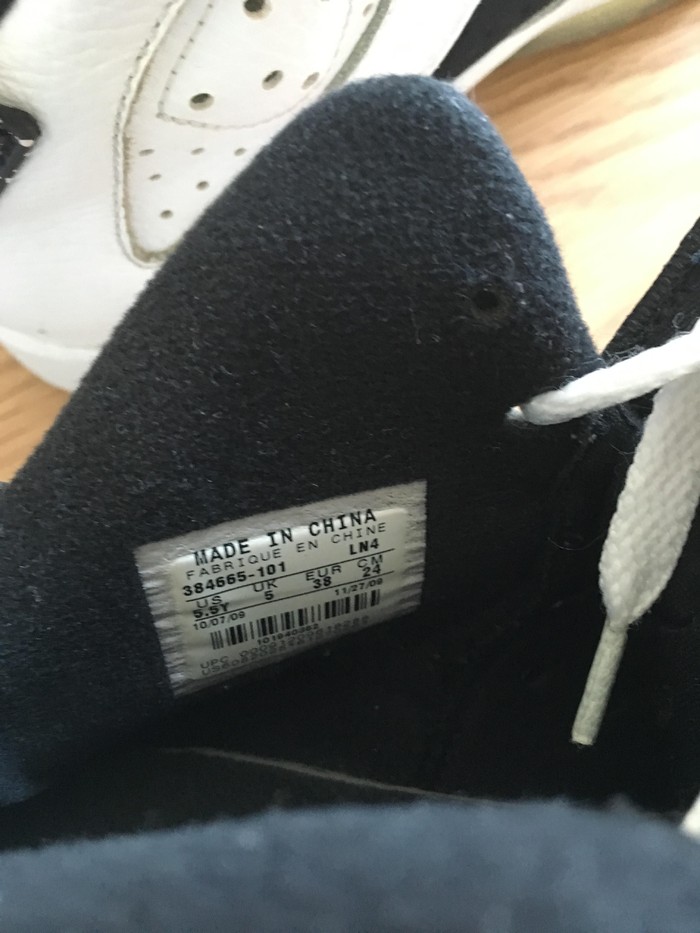 MADE IN CHINA
FABRIQUE EN CHINE
384665-101 LN4
US UK EUR CM
5.5Y 5 38 24
10/07/09 11/27/09